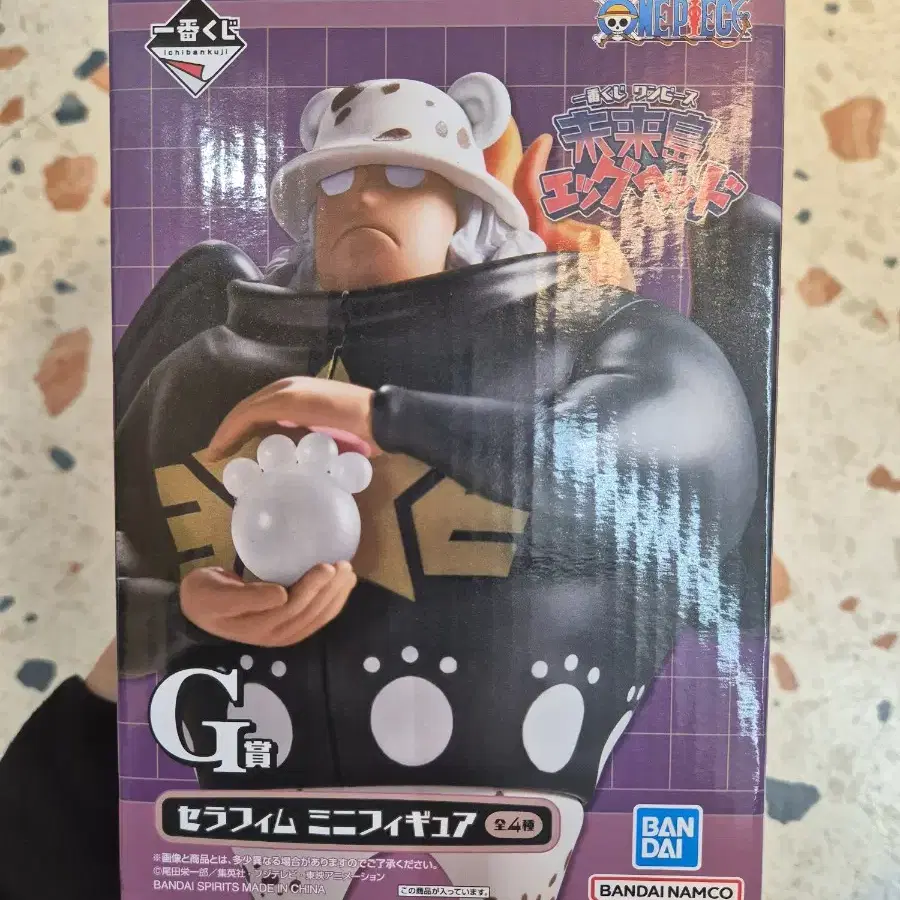 一番くじ
ichibankuji
ONE PIECE
一番くじ ワンピース
未来島
エッグヘッド
G賞
セラフィム ミニフィギュア 全4種
※画像と商品とは、多少異なる場合がありますのでご了承ください。
©尾田栄一郎／集英社・フジテレビ・東映アニメーション
BANDAI SPIRITS MADE IN CHINA
この商品が入っています。
BAN
DAI
BANDAI NAMCO